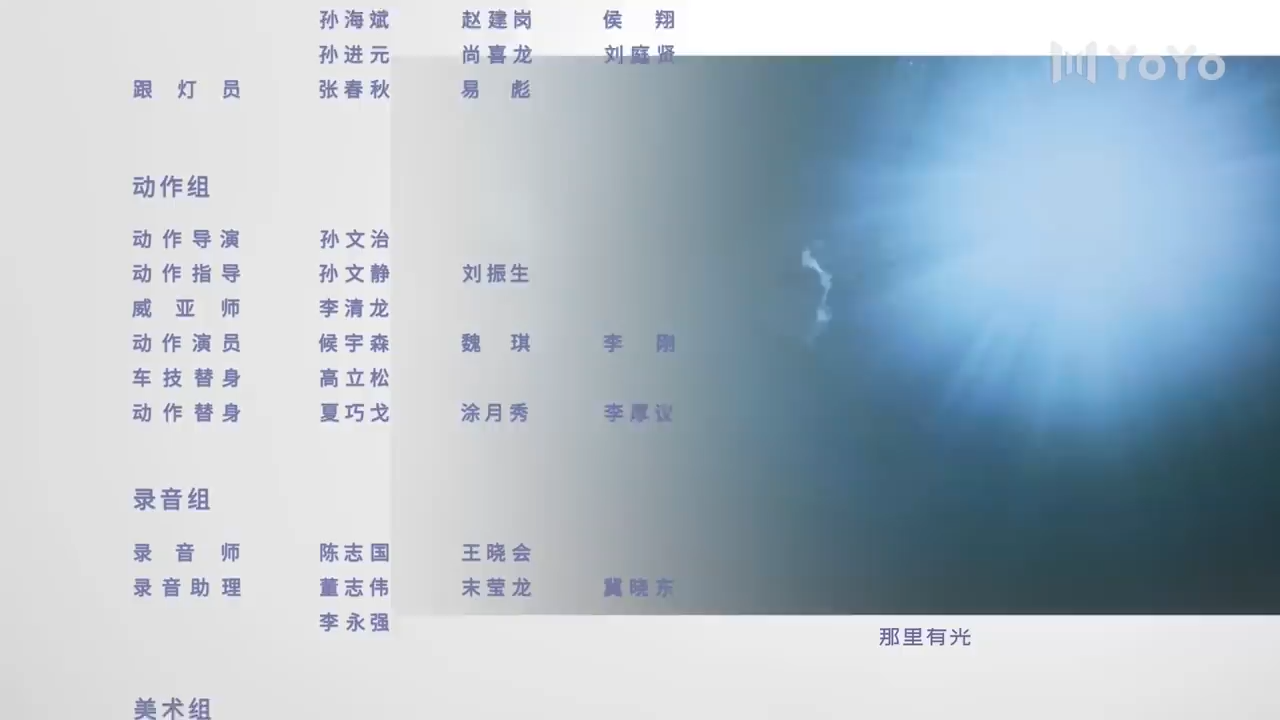 孙海斌 赵建岗 侯翔
孙进元 尚喜龙 刘庭贤
YoYo
跟灯员 张春秋 易彪
动作组
动作导演 孙文治
动作指导 孙文静 刘振生
威亚师 李清龙
动作演员 候宇森 魏琪 李刚
车技替身 高立松
动作替身 夏巧戈 涂月秀 李厚议
录音组
录音师 陈志国 王晓会
录音助理 董志伟 末莹龙 冀晓东
李永强
那里有光
美术组